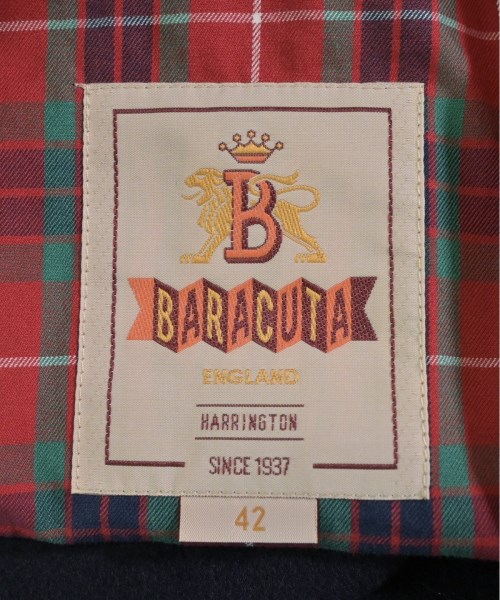 B
BARACUTA
ENGLAND
HARRINGTON
SINCE 1937
42